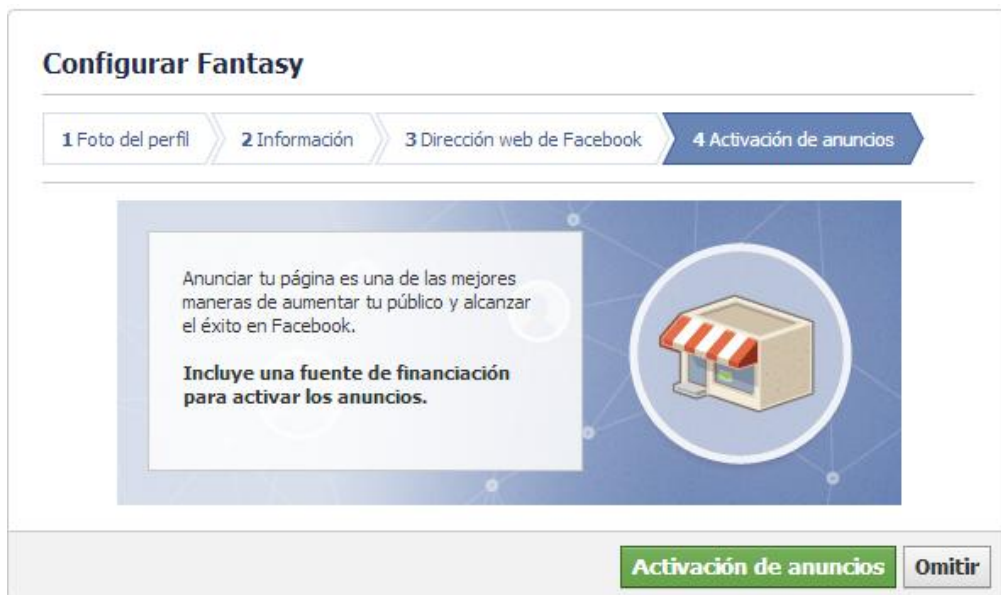 Configurar Fantasy
1 Foto del perfil
2 Información
3 Dirección web de Facebook
4 Activación de anuncios
Anunciar tu página es una de las mejores
maneras de aumentar tu público y alcanzar
el éxito en Facebook.
Incluye una fuente de financiación
para activar los anuncios.
Activación de anuncios
Omitir